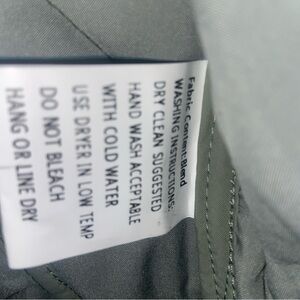 Fabric Content:Blend
WASHING INSTRUCTIONS:
DRY CLEAN SUGGESTED
HAND WASH ACCEPTABLE
WITH COLD WATER
USE DRYER IN LOW TEMP
DO NOT BLEACH
HANG OR LINE DRY